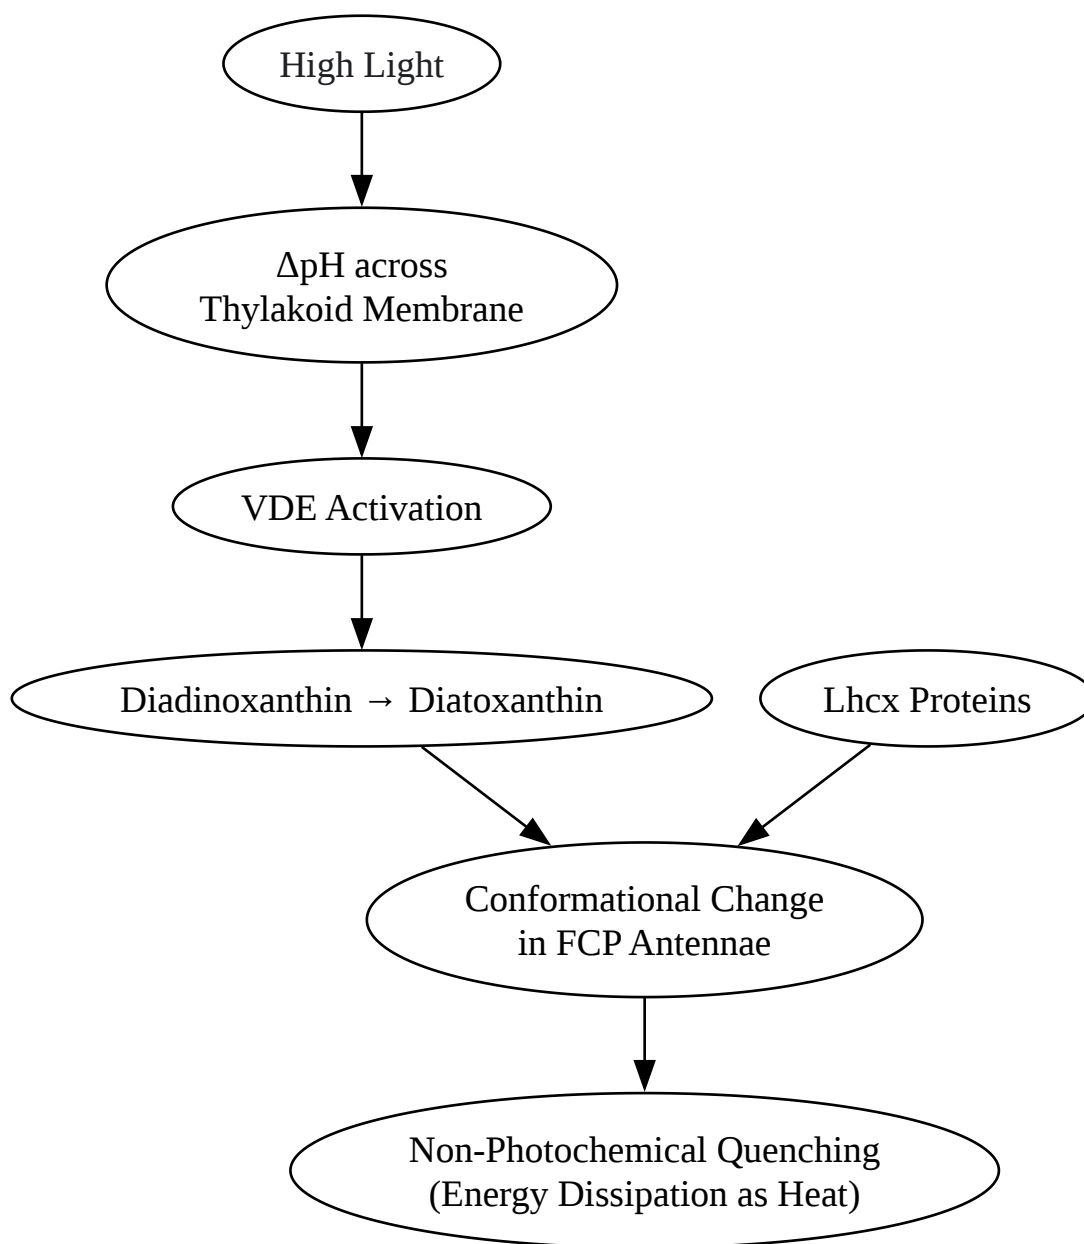 High Light
ΔpH across
Thylakoid Membrane
VDE Activation
Diadinoxanthin → Diatoxanthin
Lhcx Proteins
Conformational Change
in FCP Antennae
Non-Photochemical Quenching
(Energy Dissipation as Heat)